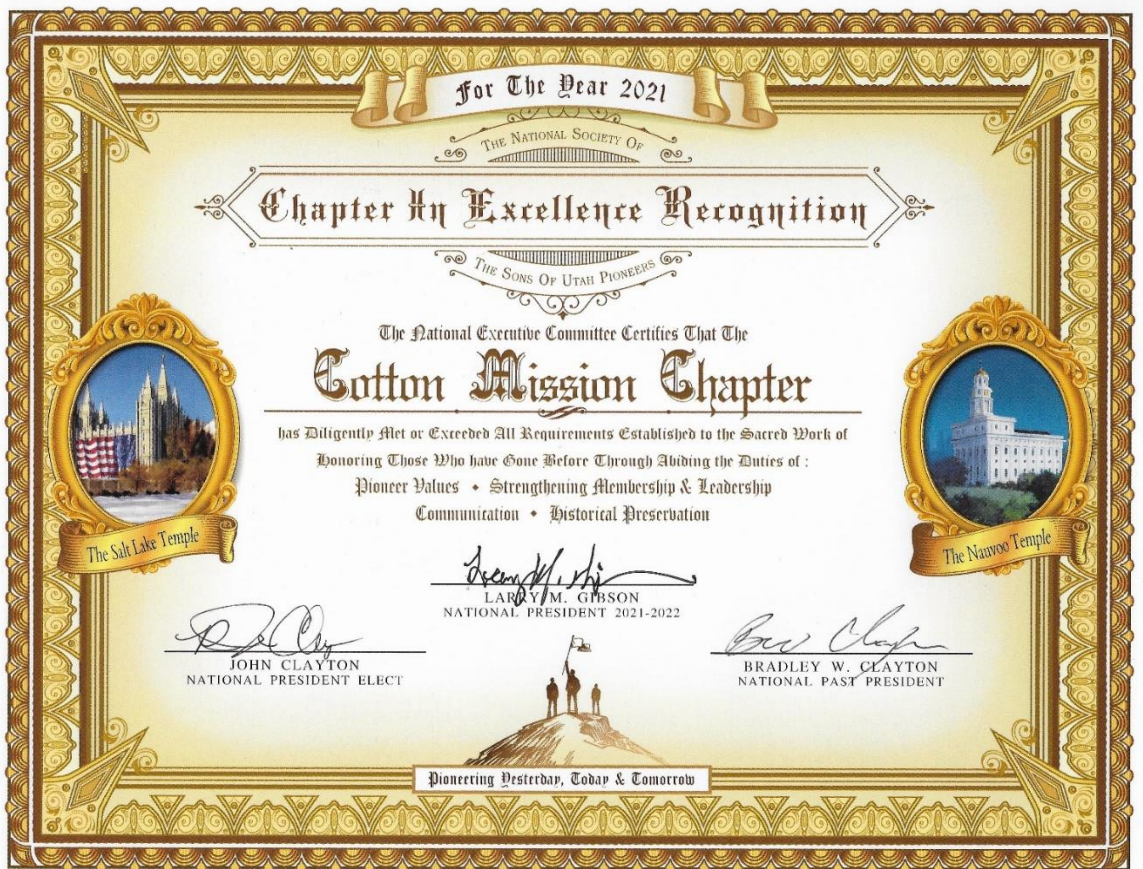 For The Year 2021
THE NATIONAL SOCIETY OF
Chapter In Excellence Recognition
THE SONS OF UTAH PIONEERS
The National Executive Committee Certifies That The
Cotton Mission Chapter
has Diligently Met or Exceeded All Requirements Established to the Sacred Work of
Honoring Those Who have Gone Before Through Abiding the Duties of :
Pioneer Values • Strengthening Membership & Leadership
Communication • Historical Preservation
The Salt Lake Temple
The Nauvoo Temple
LARRY M. GIBSON
NATIONAL PRESIDENT 2021-2022
JOHN CLAYTON
NATIONAL PRESIDENT ELECT
BRADLEY W. CLAYTON
NATIONAL PAST PRESIDENT
Pioneering Yesterday, Today & Tomorrow